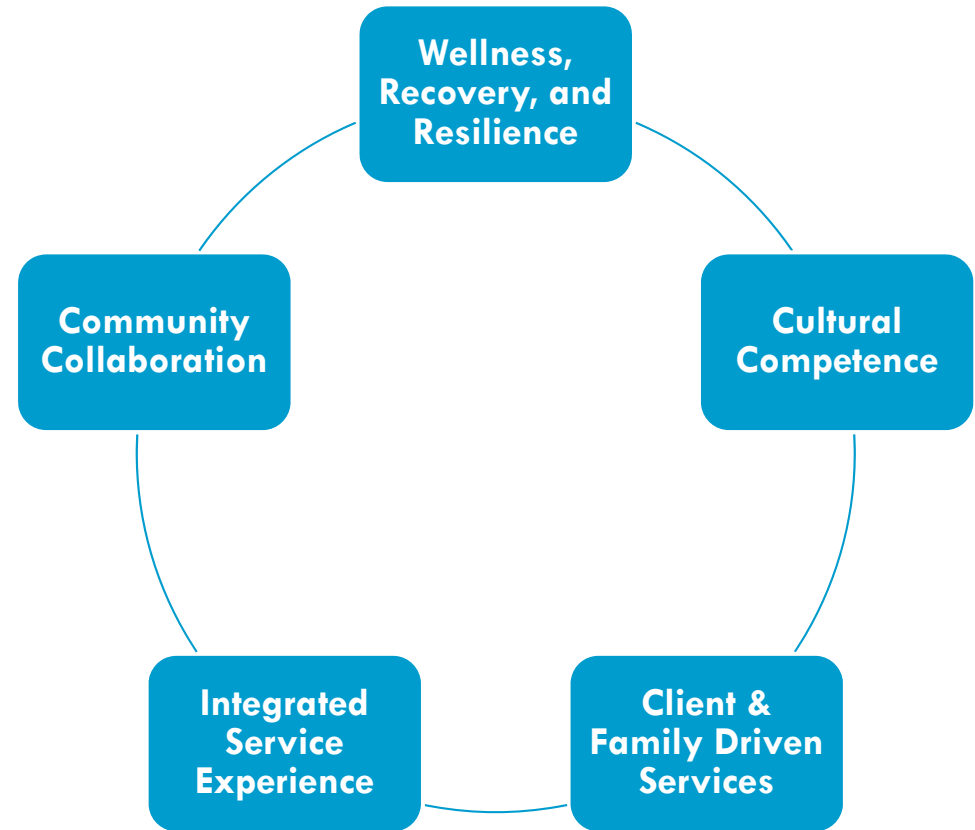 Wellness,
Recovery, and
Resilience
Cultural
Competence
Client &
Family Driven
Services
Integrated
Service
Experience
Community
Collaboration